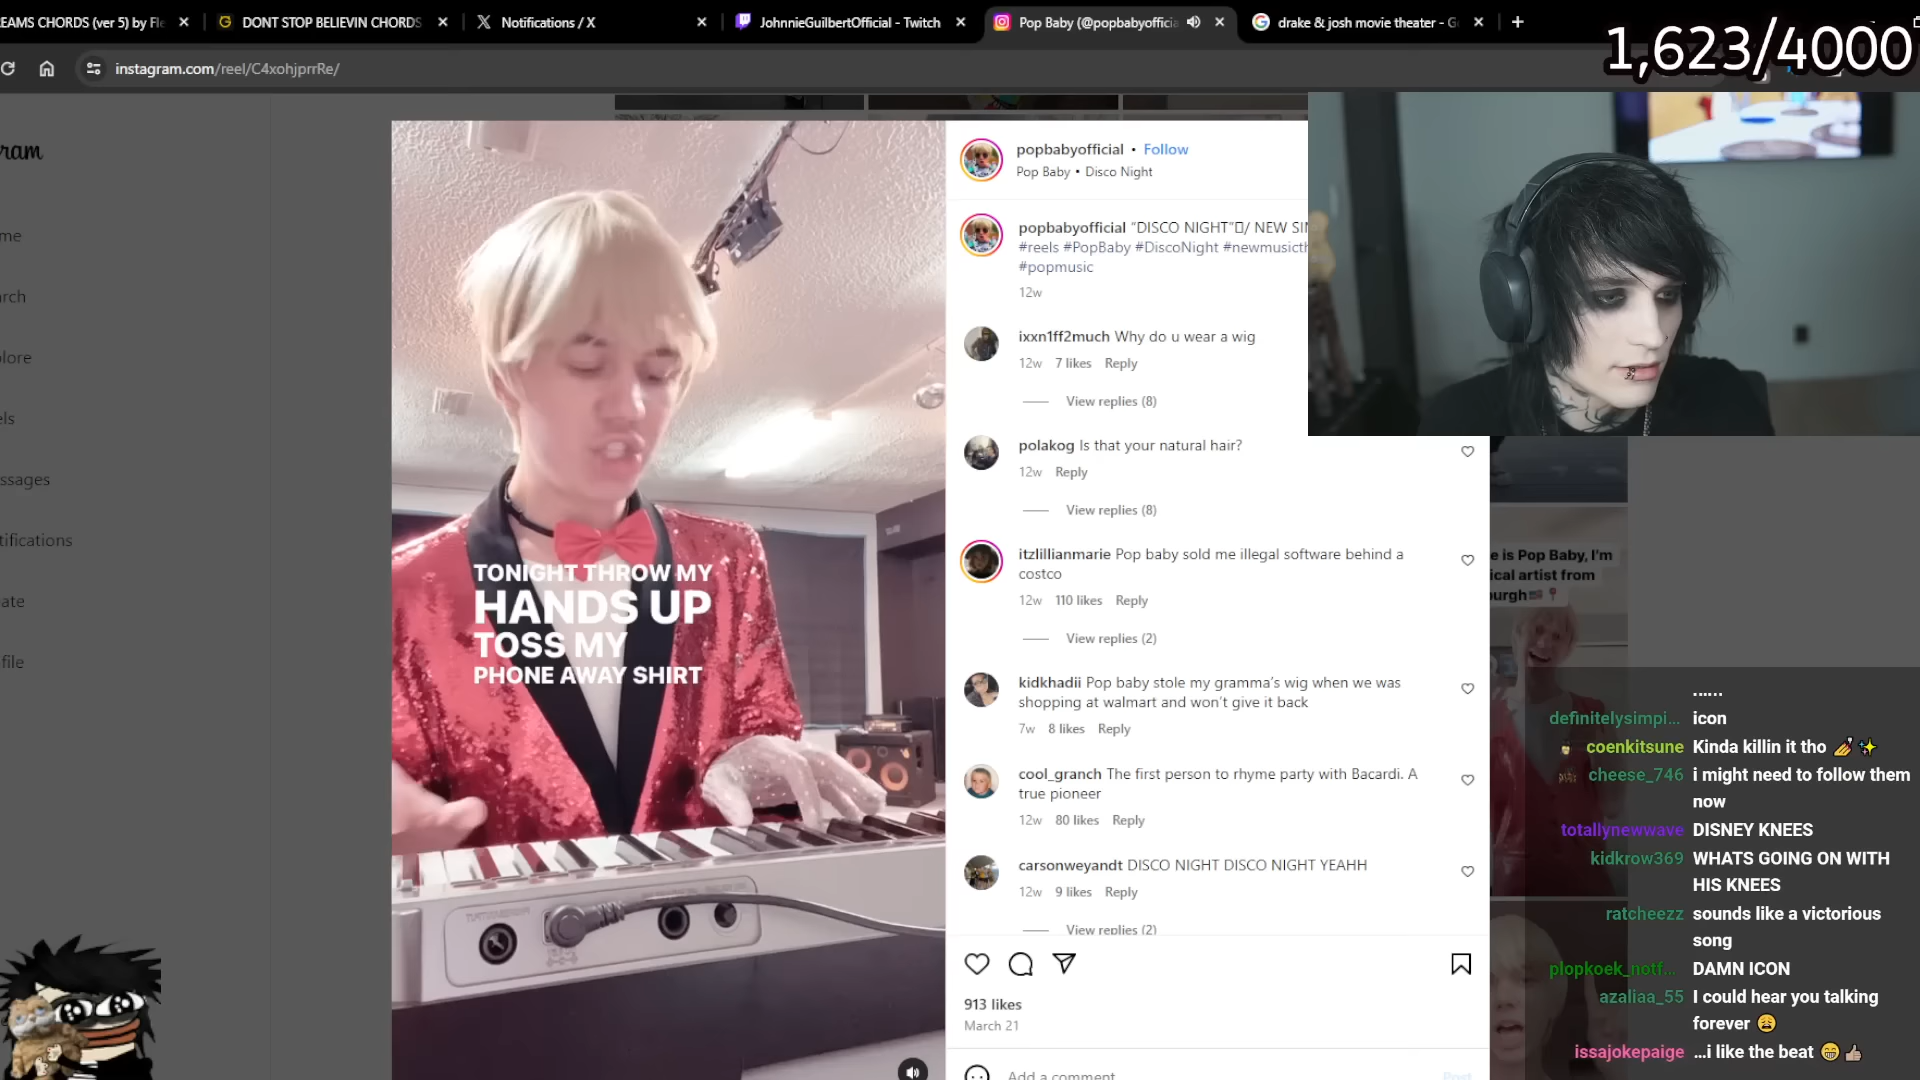 EAMS CHORDS (ver 5) by Fle
DONT STOP BELIEVIN CHORDS
Notifications / X
JohnnieGuilbertOfficial - Twitch
Pop Baby (@popbabyofficia
drake & josh movie theater - G
1,623/4000
instagram.com/reel/C4xohjprrRe/
ram
me
rch
plore
els
ssages
tifications
ate
file
TONIGHT THROW MY
HANDS UP
TOSS MY
PHONE AWAY SHIRT
popbabyofficial • Follow
Pop Baby • Disco Night
popbabyofficial "DISCO NIGHT"▯/ NEW SI
#reels #PopBaby #DiscoNight #newmusict
#popmusic
12w
ixxn1ff2much Why do u wear a wig
12w 7 likes Reply
View replies (8)
polakog Is that your natural hair?
12w Reply
View replies (8)
itzlillianmarie Pop baby sold me illegal software behind a
costco
12w 110 likes Reply
View replies (2)
kidkhadii Pop baby stole my gramma's wig when we was
shopping at walmart and won't give it back
7w 8 likes Reply
cool_granch The first person to rhyme party with Bacardi. A
true pioneer
12w 80 likes Reply
carsonweyandt DISCO NIGHT DISCO NIGHT YEAHH
12w 9 likes Reply
View replies (2)
913 likes
March 21
Add a comment
Post
e is Pop Baby, I'm
ical artist from
urgh
......
definitelysimpi... icon
coenkitsune Kinda killin it tho 💅✨
cheese_746 i might need to follow them
now
totallynewwave DISNEY KNEES
kidkrow369 WHATS GOING ON WITH
HIS KNEES
ratcheezz sounds like a victorious
song
plopkoek_notf... DAMN ICON
azaliaa_55 I could hear you talking
forever 😩
issajokepaige ...i like the beat 😁👍